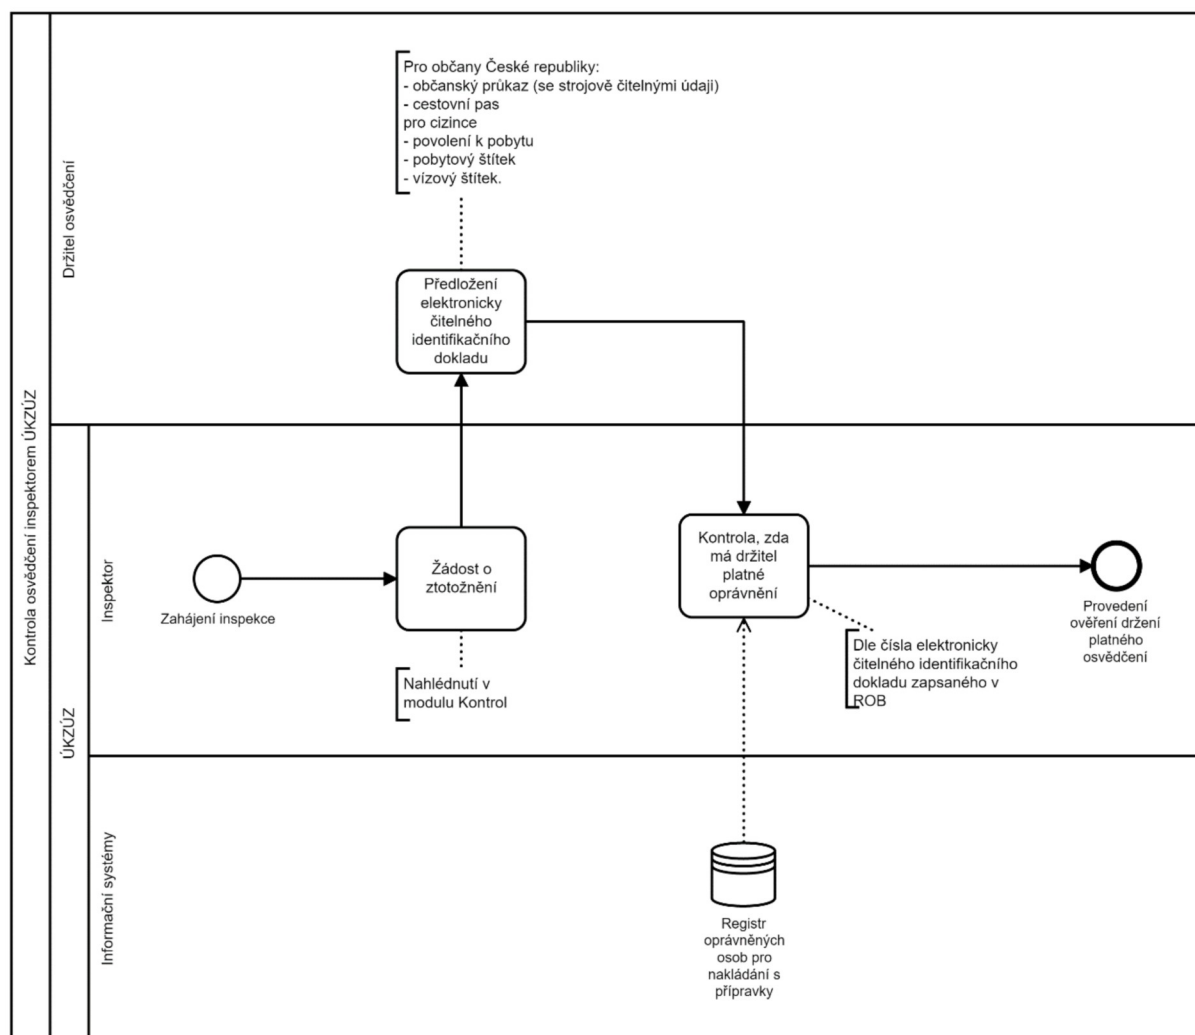 Kontrola osvědčení inspektorem ÚKZÚZ
Držitel osvědčení
Pro občany České republiky:
- občanský průkaz (se strojově čitelnými údaji)
- cestovní pas
pro cizince
- povolení k pobytu
- pobytový štítek
- vízový štítek.
Předložení
elektronicky
čitelného
identifikačního
dokladu
ÚKZÚZ
Inspektor
Zahájení inspekce
Žádost o
ztotožnění
Nahlédnutí v
modulu Kontrol
Kontrola, zda
má držitel
platné
oprávnění
Dle čísla elektronicky
čitelného identifikačního
dokladu zapsaného v
ROB
Provedení
ověření držení
platného
osvědčení
Informační systémy
Registr
oprávněných
osob pro
nakládání s
přípravky